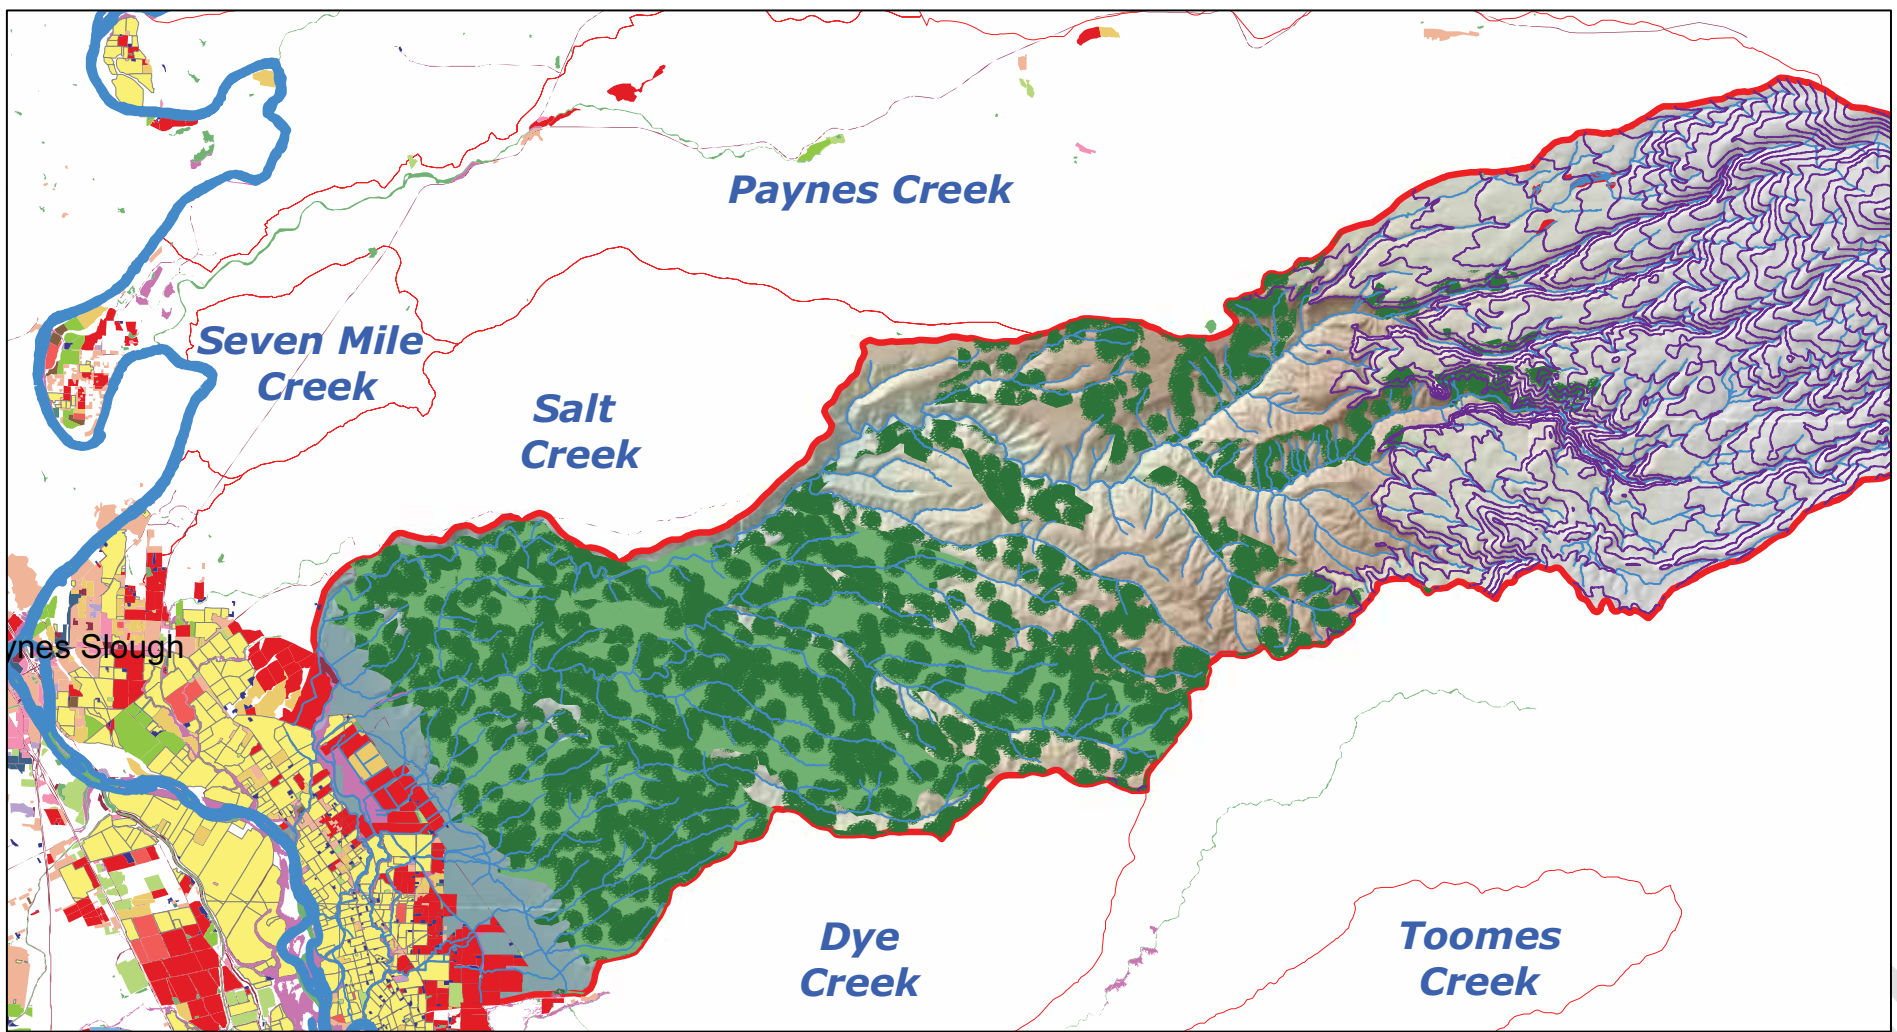 Paynes Creek
Seven Mile
Creek
Salt
Creek
ynes Slough
Dye
Creek
Toomes
Creek